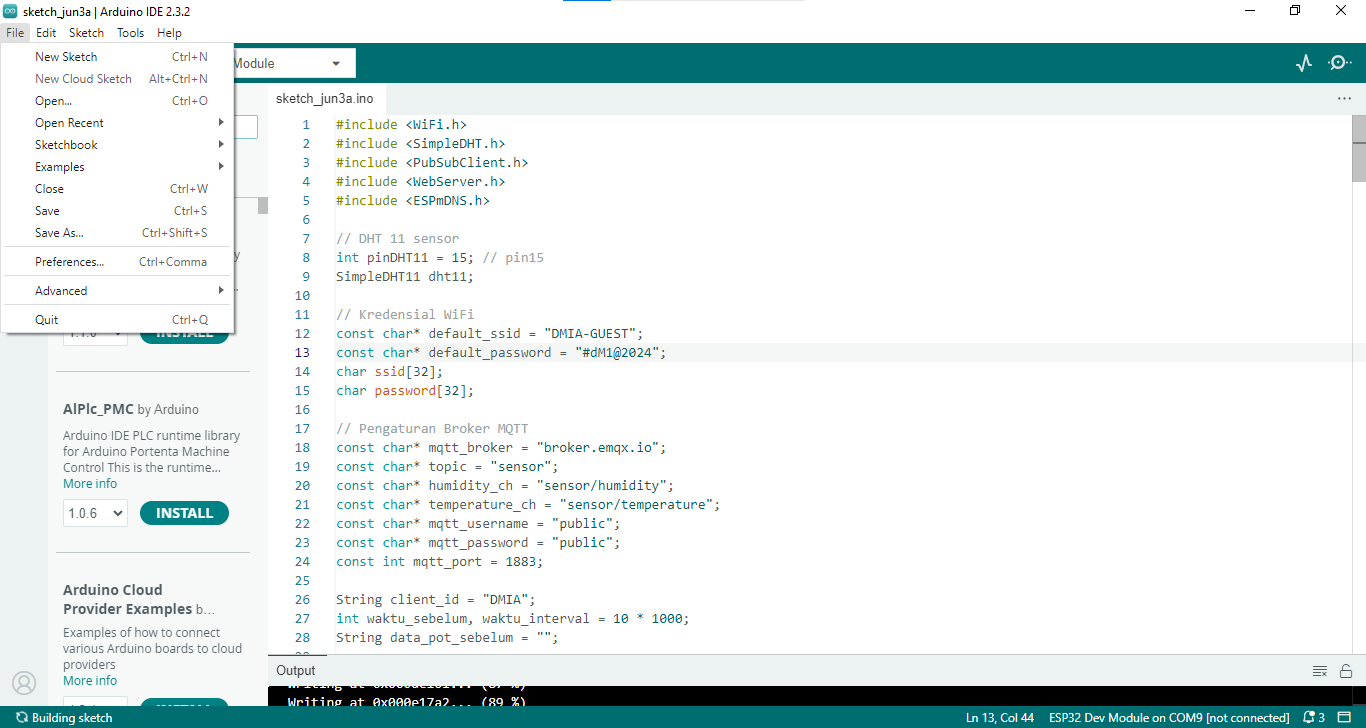 sketch_jun3a | Arduino IDE 2.3.2
File Edit Sketch Tools Help
New Sketch Ctrl+N
New Cloud Sketch Alt+Ctrl+N
Open... Ctrl+O
Open Recent
Sketchbook
Examples
Close Ctrl+W
Save Ctrl+S
Save As... Ctrl+Shift+S
Preferences... Ctrl+Comma
Advanced
Quit Ctrl+Q
Module
1.1.0
INSTALL
AlPlc_PMC by Arduino
Arduino IDE PLC runtime library
for Arduino Portenta Machine
Control This is the runtime...
More info
1.0.6 INSTALL
Arduino Cloud
Provider Examples b...
Examples of how to connect
various Arduino boards to cloud
providers
More info
sketch_jun3a.ino
1 #include <WiFi.h>
2 #include <SimpleDHT.h>
3 #include <PubSubClient.h>
4 #include <WebServer.h>
5 #include <ESPmDNS.h>
6
7 // DHT 11 sensor
8 int pinDHT11 = 15; // pin15
9 SimpleDHT11 dht11;
10
11 // Kredensial WiFi
12 const char* default_ssid = "DMIA-GUEST";
13 const char* default_password = "#dM1@2024";
14 char ssid[32];
15 char password[32];
16
17 // Pengaturan Broker MQTT
18 const char* mqtt_broker = "broker.emqx.io";
19 const char* topic = "sensor";
20 const char* humidity_ch = "sensor/humidity";
21 const char* temperature_ch = "sensor/temperature";
22 const char* mqtt_username = "public";
23 const char* mqtt_password = "public";
24 const int mqtt_port = 1883;
25
26 String client_id = "DMIA";
27 int waktu_sebelum, waktu_interval = 10 * 1000;
28 String data_pot_sebelum = "";
Output
Writing at 0x000e17a2... (89 %)
Building sketch
Ln 13, Col 44 ESP32 Dev Module on COM9 [not connected] 3